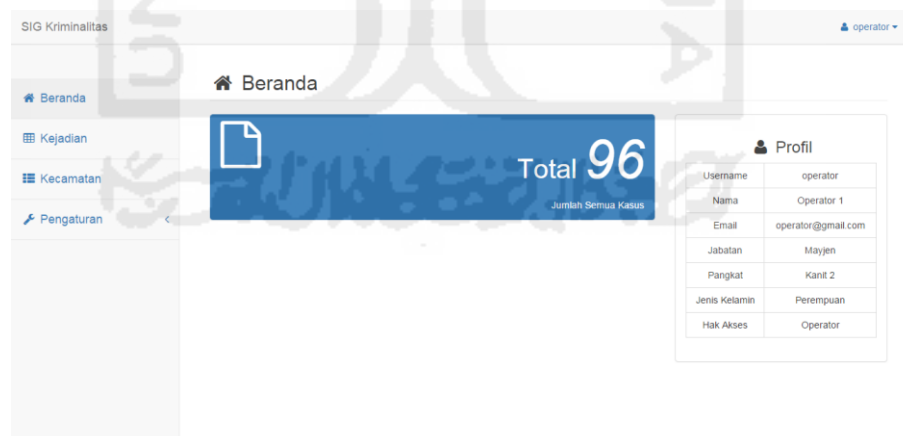 SIG Kriminalitas
operator
Beranda
Kejadian
Kecamatan
Pengaturan
Beranda
Total 96
Jumlah Semua Kasus
Profil
Username operator
Nama Operator 1
Email operator@gmail.com
Jabatan Mayjen
Pangkat Kanit 2
Jenis Kelamin Perempuan
Hak Akses Operator